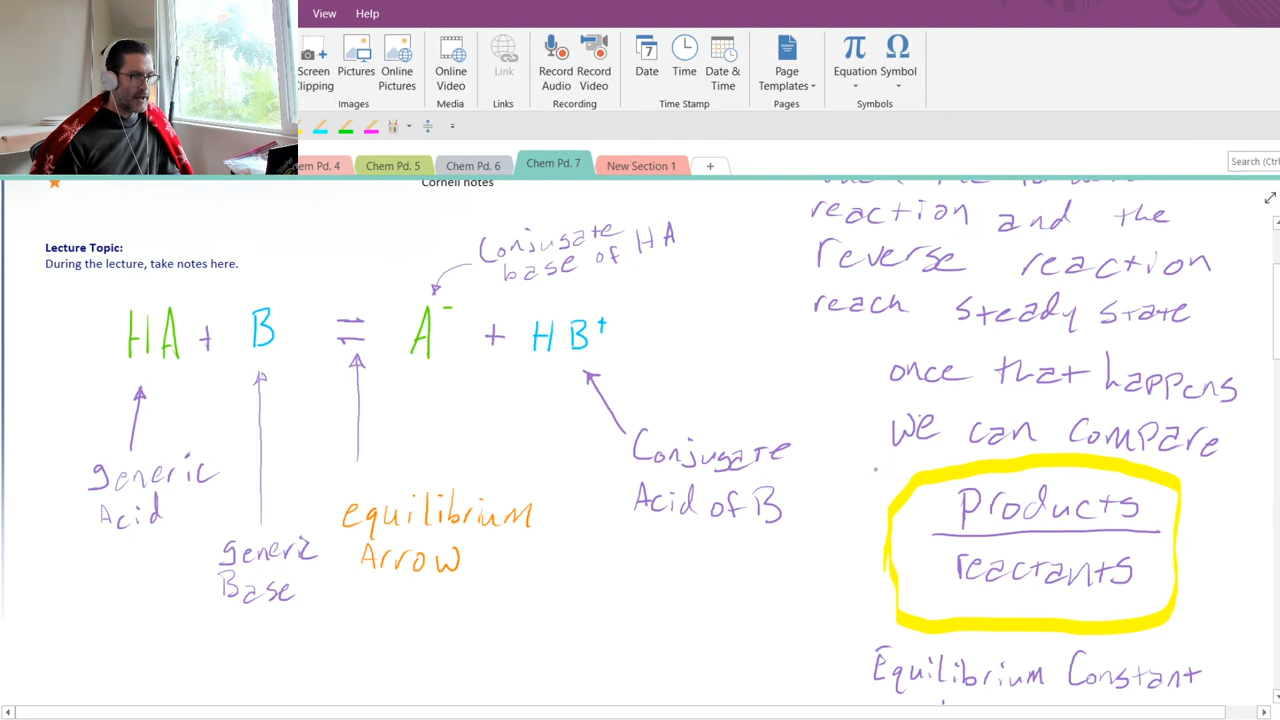 View Help
Screen Clipping
Pictures
Online Pictures
Images
Online Video
Media
Link
Links
Record Audio
Record Video
Recording
7
Date
Time
Date & Time
Time Stamp
Page Templates
Pages
π Ω
Equation Symbol
Symbols
hem Pd. 4
Chem Pd. 5
Chem Pd. 6
Chem Pd. 7
New Section 1
+
Search (Ctrl
Cornell notes
Lecture Topic:
During the lecture, take notes here.
Conjugate
base of HA
HA + B ⇌ A⁻ + HB⁺
generic
Acid
generic
Base
equilibrium
Arrow
Conjugate
Acid of B
reaction and the
reverse reaction
reach steady state
once that happens
we can compare
products
reactants
Equilibrium Constant